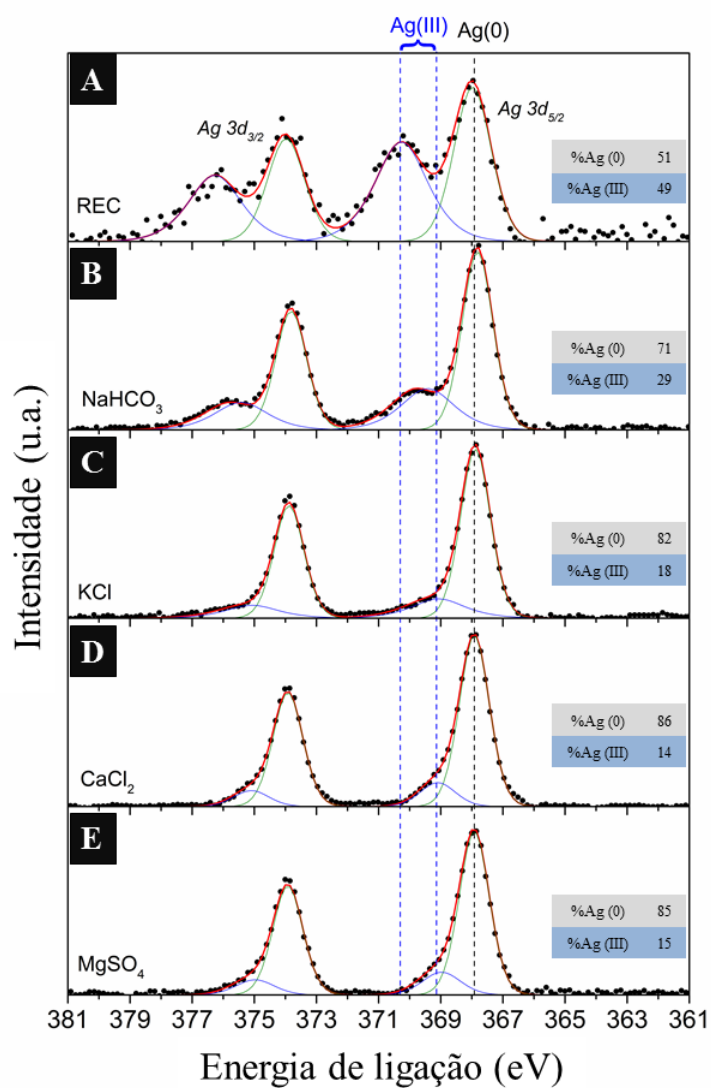 Ag(III) Ag(0)
A
Ag 3d3/2
Ag 3d5/2
REC
%Ag (0) 51
%Ag (III) 49
B
NaHCO3
%Ag (0) 71
%Ag (III) 29
C
KCl
%Ag (0) 82
%Ag (III) 18
D
CaCl2
%Ag (0) 86
%Ag (III) 14
E
MgSO4
%Ag (0) 85
%Ag (III) 15
381 379 377 375 373 371 369 367 365 363 361
Energia de ligação (eV)
Intensidade (u.a.)